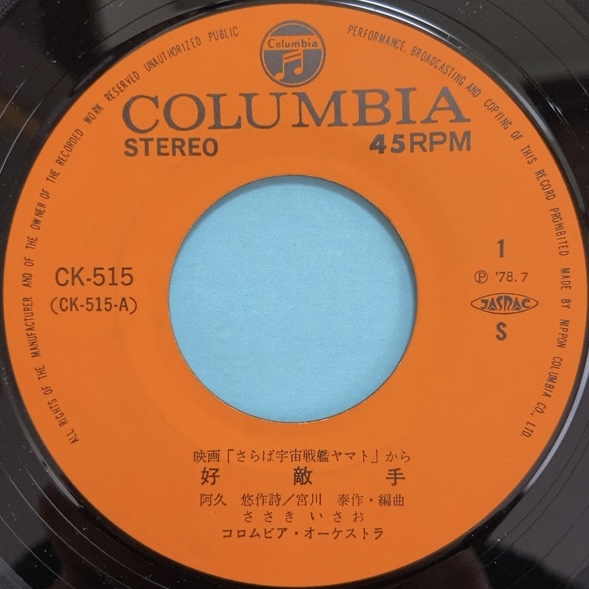 ALL RIGHTS OF THE MANUFACTURER AND OF THE OWNER OF THE RECORDED WORK RESERVED UNAUTHORIZED PUBLIC PERFORMANCE, BROADCASTING AND COPYING OF THIS RECORD PROHIBITED MADE BY NIPPON COLUMBIA CO., LTD.
Columbia
COLUMBIA
STEREO 45RPM
CK-515
(CK-515-A)
1
Ⓟ '78.7
JASRAC
S
映画「さらば宇宙戦艦ヤマト」から
好敵手
阿久 悠作詩/宮川 泰作・編曲
ささきいさお
コロムビア・オーケストラ